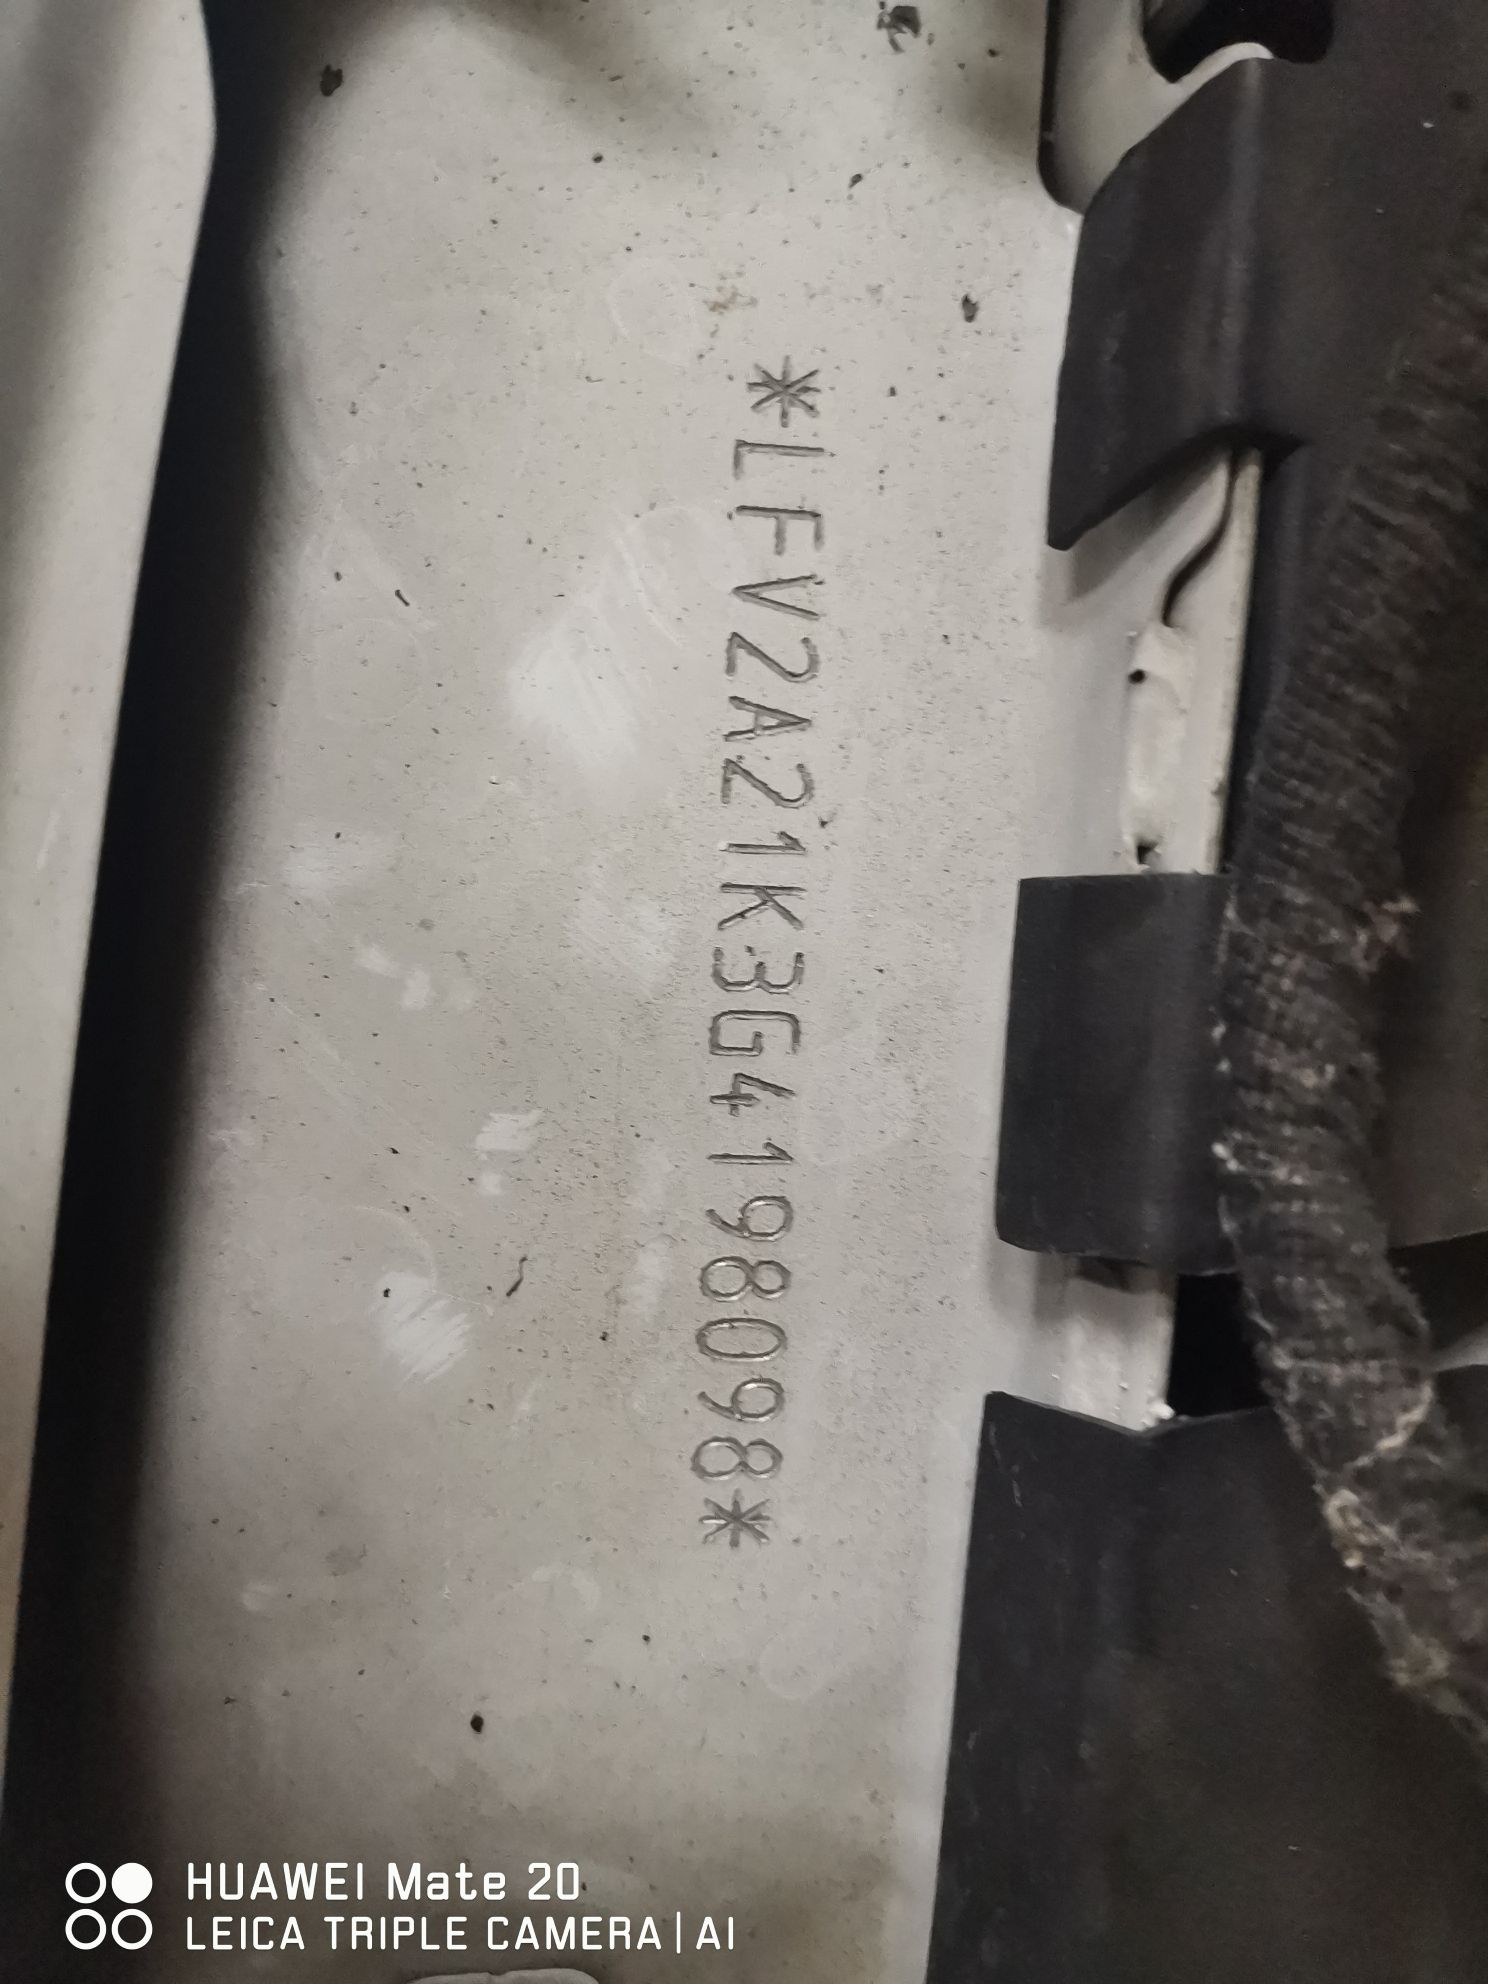 *LFV2A21K3G4198098*
HUAWEI Mate 20
LEICA TRIPLE CAMERA | AI